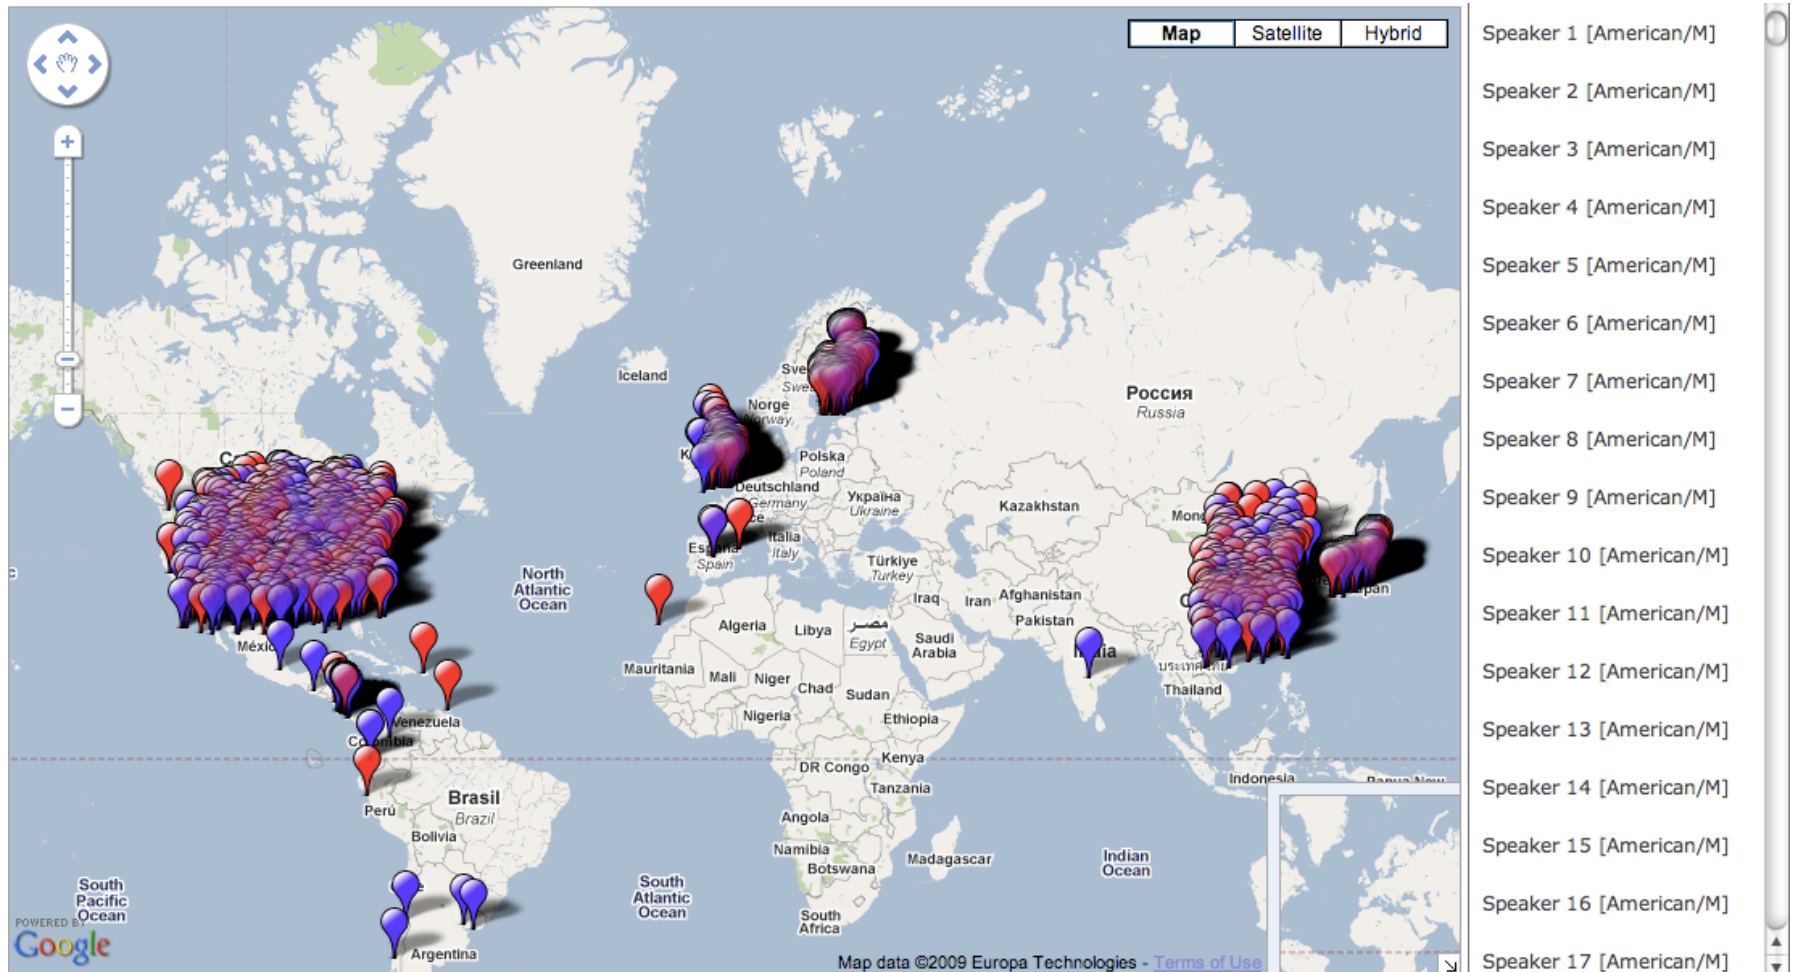 Map
Satellite
Hybrid
Greenland
Iceland
Norge
Norway
Россия
Russia
Polska
Poland
Deutschland
Germany
Україна
Ukraine
Kazakhstan
Italia
Italy
Spain
Türkiye
Turkey
North
Atlantic
Ocean
Iraq
Iran
Afghanistan
Pakistan
Algeria
Libya
مصر
Egypt
Saudi
Arabia
Mauritania
Mali
Niger
Chad
Sudan
Thailand
Nigeria
Ethiopia
Venezuela
DR Congo
Kenya
Tanzania
Indonesia
Perú
Brasil
Brazil
Bolivia
Angola
Namibia
Botswana
Madagascar
Indian
Ocean
South
Pacific
Ocean
South
Atlantic
Ocean
South
Africa
Argentina
POWERED BY
Google
Map data ©2009 Europa Technologies - Terms of Use
Speaker 1 [American/M]
Speaker 2 [American/M]
Speaker 3 [American/M]
Speaker 4 [American/M]
Speaker 5 [American/M]
Speaker 6 [American/M]
Speaker 7 [American/M]
Speaker 8 [American/M]
Speaker 9 [American/M]
Speaker 10 [American/M]
Speaker 11 [American/M]
Speaker 12 [American/M]
Speaker 13 [American/M]
Speaker 14 [American/M]
Speaker 15 [American/M]
Speaker 16 [American/M]
Speaker 17 [American/M]